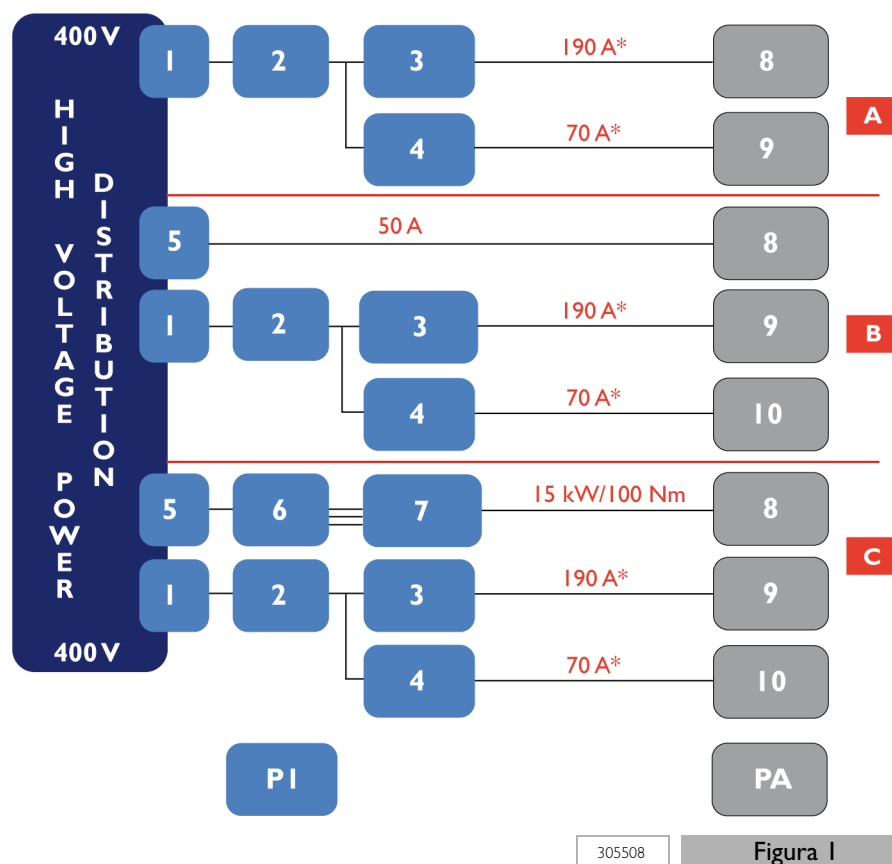 400 V
HIGH VOLTAGE POWER
DISTRIBUTION
400 V
1 2 3 190 A* 8
4 70 A* 9
A
5 50 A 8
1 2 3 190 A* 9
4 70 A* 10
B
5 6 7 15 kW/100 Nm 8
1 2 3 190 A* 9
4 70 A* 10
C
P1 PA
305508 Figura 1